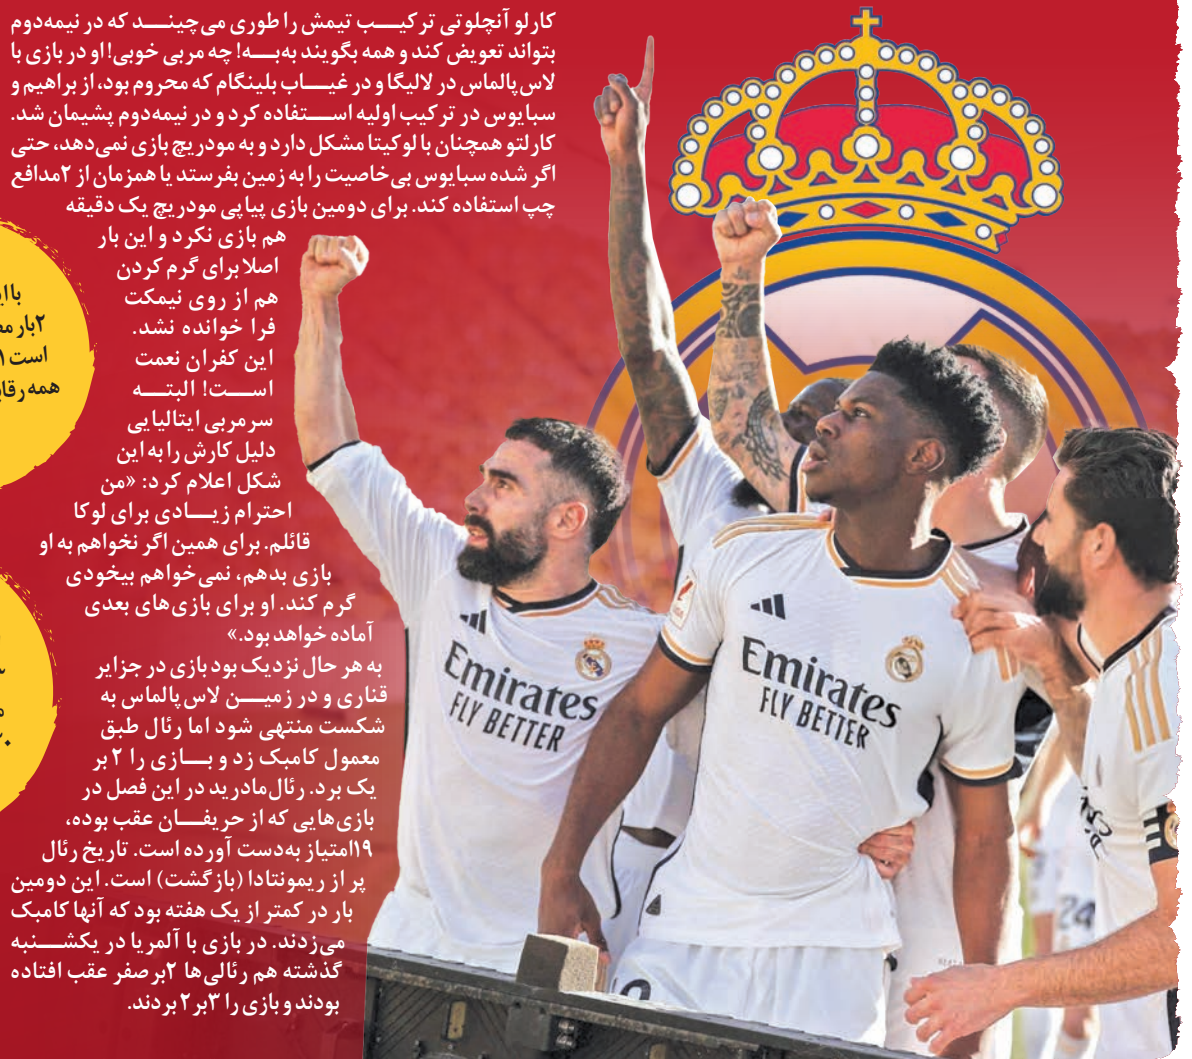 کارلو آنچلوتی ترکیب تیمش را طوری می‌چیند که در نیمه‌دوم
بتواند تعویض کند و همه بگویند به‌به! چه مربی خوبی! او در بازی با
لاس‌پالماس در لالیگا و در غیاب بلینگام که محروم بود، از براهیم و
سبایوس در ترکیب اولیه استفاده کرد و در نیمه‌دوم پشیمان شد.
کارلتو همچنان با لوکیتا مشکل دارد و به مودریچ بازی نمی‌دهد، حتی
اگر شده سبایوس بی‌خاصیت را به زمین بفرستد یا همزمان از ۲مدافع
چپ استفاده کند. برای دومین بازی پیاپی مودریچ یک دقیقه
هم بازی نکرد و این بار
اصلا برای گرم کردن
هم از روی نیمکت
فرا خوانده نشد.
این کفران نعمت
است! البته
سرمربی ایتالیایی
دلیل کارش را به این
شکل اعلام کرد: «من
احترام زیادی برای لوکا
قائلم. برای همین اگر نخواهم به او
بازی بدهم، نمی‌خواهم بیخودی
گرم کند. او برای بازی‌های بعدی
آماده خواهد بود.»
به هر حال نزدیک بود بازی در جزایر
قناری و در زمین لاس‌پالماس به
شکست منتهی شود اما رئال طبق
معمول کامبک زد و بازی را ۲بر
یک برد. رئال‌مادرید در این فصل در
بازی‌هایی که از حریفان عقب بوده،
۱۹امتیاز به‌دست آورده است. تاریخ رئال
پر از ریمونتادا (بازگشت) است. این دومین
بار در کمتر از یک هفته بود که آنها کامبک
می‌زدند. در بازی با آلمریا در یکشنبه
گذشته هم رئالی‌ها ۲بر صفر عقب افتاده
بودند و بازی را ۳بر۲ بردند.
۲بار
است
همه
Emirates
FLY BETTER
Emirates
FLY BETTER
24